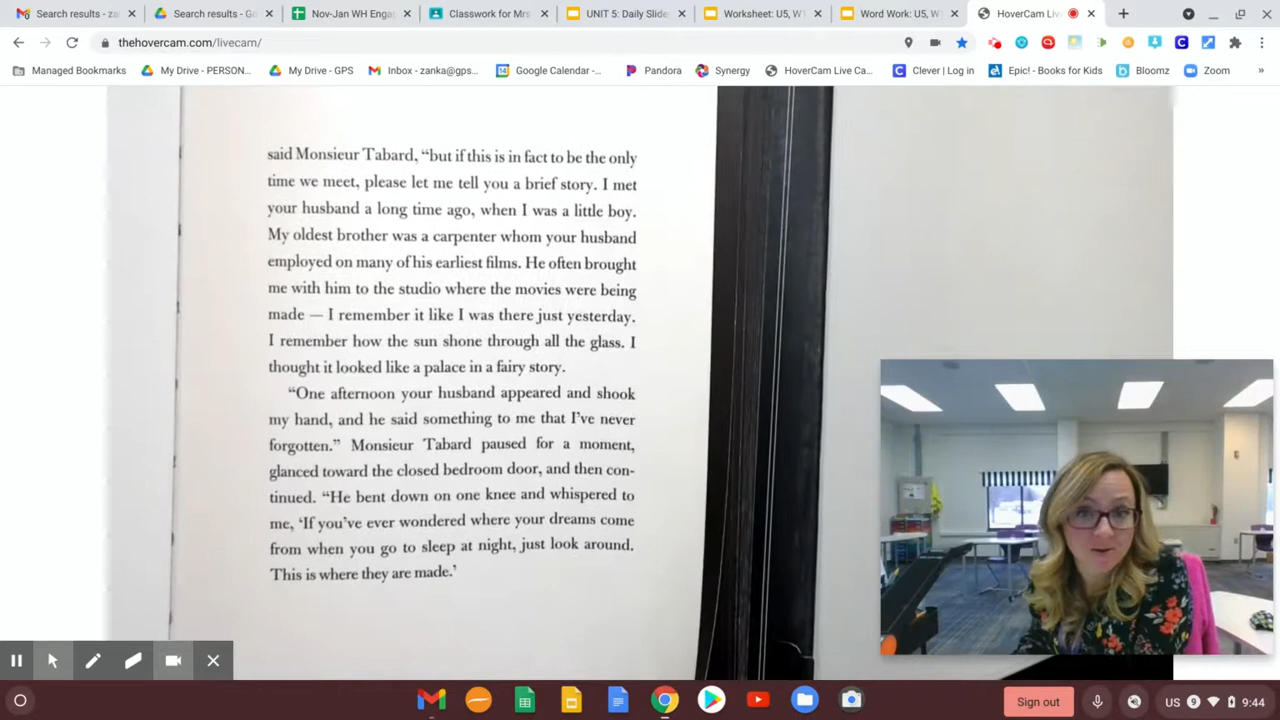 Search results - za
Search results - Go
Nov-Jan WH Enga
Classwork for Mrs
UNIT 5: Daily Slide
Worksheet: U5, W1
Word Work: U5, W1
HoverCam Liv
thehovercam.com/livecam/
Managed Bookmarks
My Drive - PERSON...
My Drive - GPS
Inbox - zanka@gps...
Google Calendar -...
Pandora
Synergy
HoverCam Live Ca...
Clever | Log in
Epic! - Books for Kids
Bloomz
Zoom
»
said Monsieur Tabard, “but if this is in fact to be the only
time we meet, please let me tell you a brief story. I met
your husband a long time ago, when I was a little boy.
My oldest brother was a carpenter whom your husband
employed on many of his earliest films. He often brought
me with him to the studio where the movies were being
made — I remember it like I was there just yesterday.
I remember how the sun shone through all the glass. I
thought it looked like a palace in a fairy story.
“One afternoon your husband appeared and shook
my hand, and he said something to me that I’ve never
forgotten.” Monsieur Tabard paused for a moment,
glanced toward the closed bedroom door, and then con-
tinued. “He bent down on one knee and whispered to
me, ‘If you’ve ever wondered where your dreams come
from when you go to sleep at night, just look around.
This is where they are made.’
Sign out
US
9
9:44